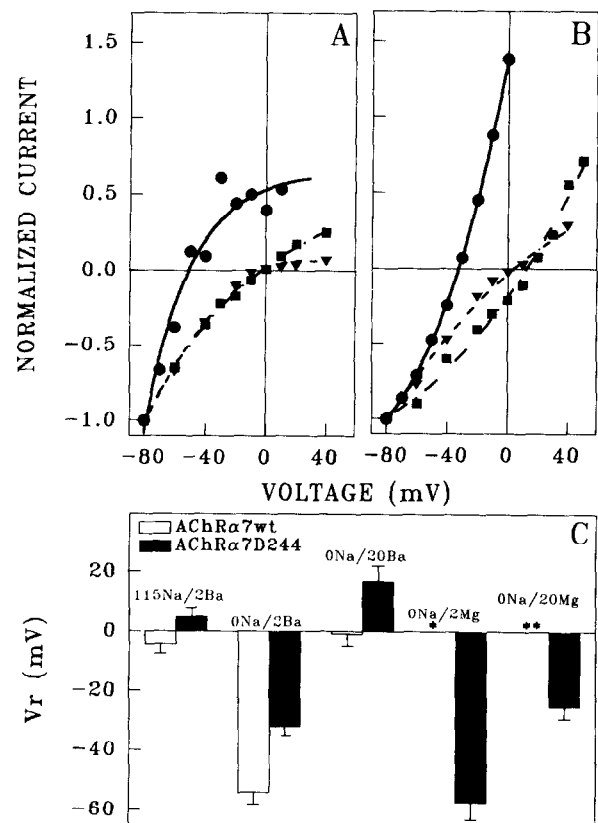 A
B
NORMALIZED CURRENT
1.5
1.0
0.5
0.0
-0.5
-1.0
-80 -40 0 40
-80 -40 0 40
VOLTAGE (mV)
C
AChRα7wt
AChRα7D244
115Na/2Ba
0Na/2Ba
0Na/20Ba
0Na/2Mg
*
0Na/20Mg
**
Vr (mV)
20
0
-20
-40
-60